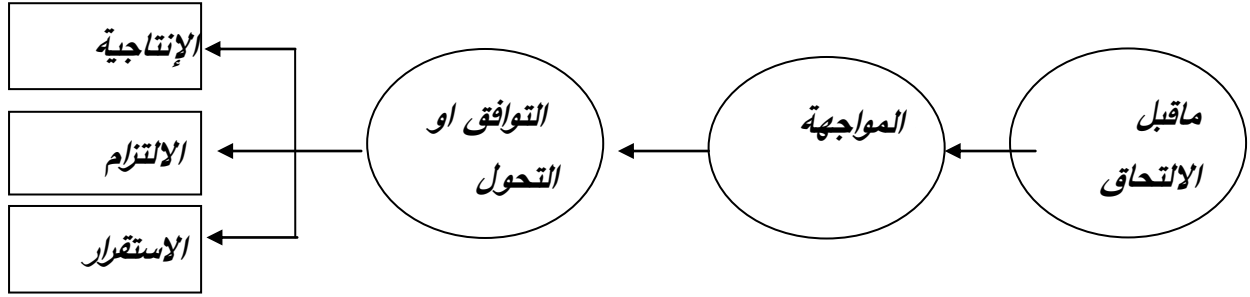 ماقبل
الالتحاق
المواجهة
التوافق او
التحول
الإنتاجية
الالتزام
الاستقرار